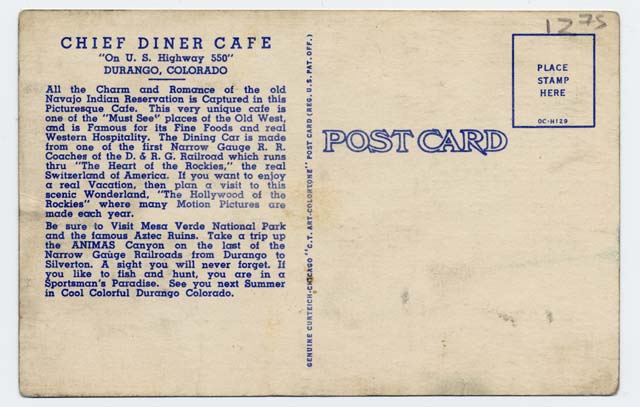 12 75
CHIEF DINER CAFE
"On U. S. Highway 550"
DURANGO, COLORADO
All the Charm and Romance of the old
Navajo Indian Reservation is Captured in this
Picturesque Cafe. This very unique cafe is
one of the "Must See" places of the Old West,
and is Famous for its Fine Foods and real
Western Hospitality. The Dining Car is made
from one of the first Narrow Gauge R. R.
Coaches of the D. & R. G. Railroad which runs
thru "The Heart of the Rockies," the real
Switzerland of America. If you want to enjoy
a real Vacation, then plan a visit to this
scenic Wonderland, "The Hollywood of the
Rockies" where many Motion Pictures are
made each year.
Be sure to Visit Mesa Verde National Park
and the famous Aztec Ruins. Take a trip up
the ANIMAS Canyon on the last of the
Narrow Gauge Railroads from Durango to
Silverton. A sight you will never forget. If
you like to fish and hunt, you are in a
Sportsman's Paradise. See you next Summer
in Cool Colorful Durango Colorado.
GENUINE CURTEICH-CHICAGO "C.T. ART-COLORTONE" POST CARD (REG. U.S. PAT. OFF.)
POST CARD
PLACE
STAMP
HERE
OC-H129